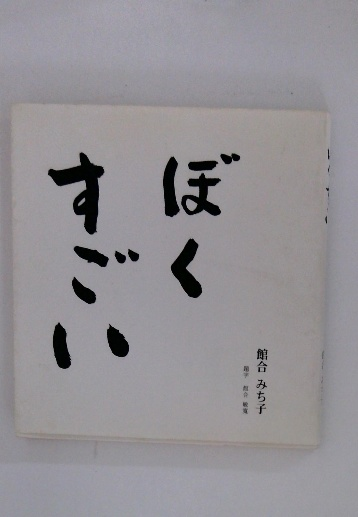 ぼく
すごい
館合 みち子